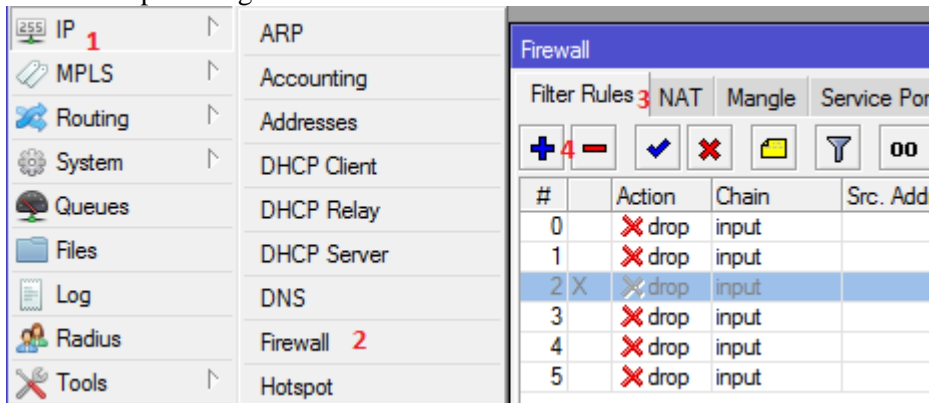 IP 1
MPLS
Routing
System
Queues
Files
Log
Radius
Tools
ARP
Accounting
Addresses
DHCP Client
DHCP Relay
DHCP Server
DNS
Firewall 2
Hotspot
Firewall
Filter Rules 3 NAT Mangle Service Por
4 00
# Action Chain Src. Add
0 drop input
1 drop input
2 X drop input
3 drop input
4 drop input
5 drop input